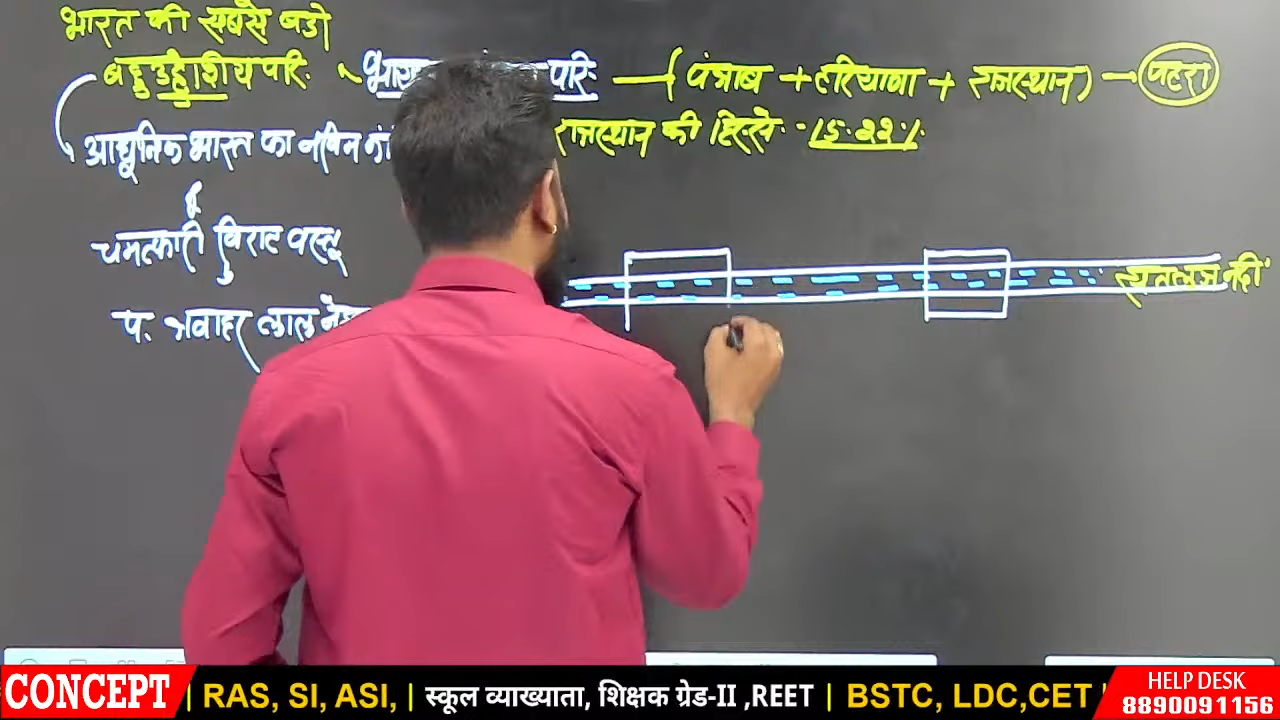 भारत की सबसे बडी
बहुउद्देशिय परि. परि. — (पंजाब + हरियाणा + राजस्थान) →
आधूनिक भारत का नविन राजस्थान की हिस्से - 15.22%
चमत्कारी विराट वस्तू
सतलज नदी
प. जवाहर लाल
CONCEPT | RAS, SI, ASI, | स्कूल व्याख्याता, शिक्षक ग्रेड-II ,REET | BSTC, LDC,CET
HELP DESK
8890091156